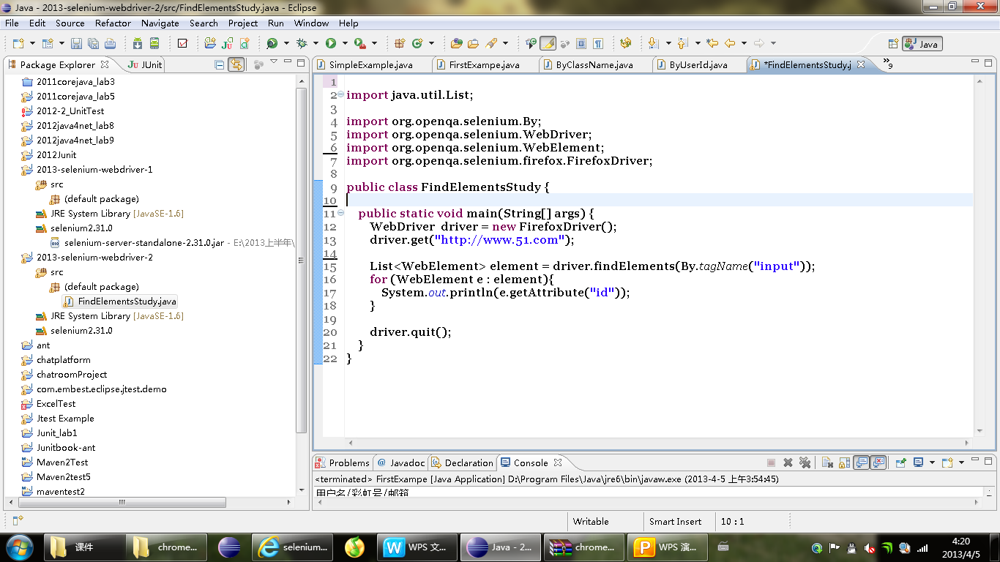 Java - 2013-selenium-webdriver-2/src/FindElementsStudy.java - Eclipse
File Edit Source Refactor Navigate Search Project Run Window Help
Java
Package Explorer JUnit
SimpleExample.java FirstExampe.java ByClassName.java ByUserId.java *FindElementsStudy.j »9
2011corejava_lab3
2011corejava_lab5
2012-2_UnitTest
2012java4net_lab8
2012java4net_lab9
2012Junit
2013-selenium-webdriver-1
src
(default package)
JRE System Library [JavaSE-1.6]
selenium2.31.0
selenium-server-standalone-2.31.0.jar - E:\2013上半年\
2013-selenium-webdriver-2
src
(default package)
FindElementsStudy.java
JRE System Library [JavaSE-1.6]
selenium2.31.0
ant
chatplatform
chatroomProject
com.embest.eclipse.jtest.demo
ExcelTest
Jtest Example
Junit_lab1
Junitbook-ant
Maven2Test
Maven2test5
maventest2
1
2 import java.util.List;
3
4 import org.openqa.selenium.By;
5 import org.openqa.selenium.WebDriver;
6 import org.openqa.selenium.WebElement;
7 import org.openqa.selenium.firefox.FirefoxDriver;
8
9 public class FindElementsStudy {
10
11 public static void main(String[] args) {
12 WebDriver driver = new FirefoxDriver();
13 driver.get("http://www.51.com");
14
15 List<WebElement> element = driver.findElements(By.tagName("input"));
16 for (WebElement e : element){
17 System.out.println(e.getAttribute("id"));
18 }
19
20 driver.quit();
21 }
22 }
Problems @ Javadoc Declaration Console
<terminated> FirstExampe [Java Application] D:\Program Files\Java\jre6\bin\javaw.exe (2013-4-5 上午3:54:45)
用户名/彩虹号/邮箱
Writable Smart Insert 10 : 1
课件 chrome... selenium... WPS 文... Java - 2... chrome... WPS 演...
4:20
2013/4/5